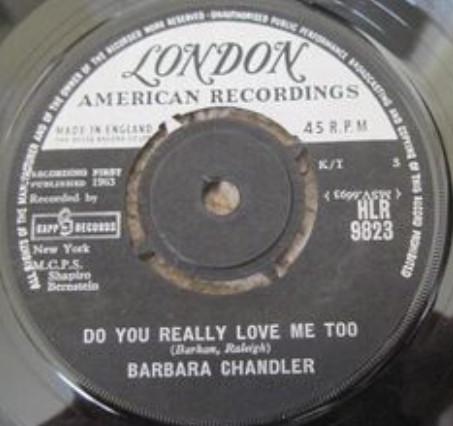 ALL RIGHTS OF THE MANUFACTURER AND OF THE OWNER OF THE RECORDED WORK RESERVED · UNAUTHORISED PUBLIC PERFORMANCE BROADCASTING AND COPYING OF THIS RECORD PROHIBITED
LONDON
AMERICAN RECORDINGS
MADE IN ENGLAND
45 R.P.M
RECORDING FIRST
PUBLISHED 1963
Recorded by
KAPP RECORDS
New York
M.C.P.S.
Shapiro
Bernstein
K/T
HLR
9823
DO YOU REALLY LOVE ME TOO
(Barkan, Raleigh)
BARBARA CHANDLER